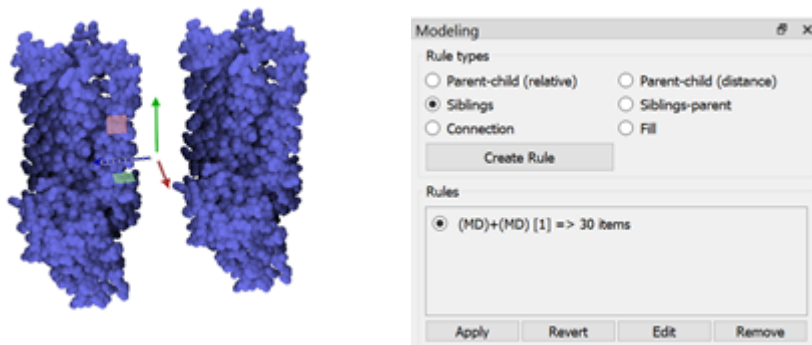 Modeling
Rule types
Parent-child (relative) Parent-child (distance)
Siblings Siblings-parent
Connection Fill
Create Rule
Rules
(MD)+(MD) [1] => 30 items
Apply Revert Edit Remove